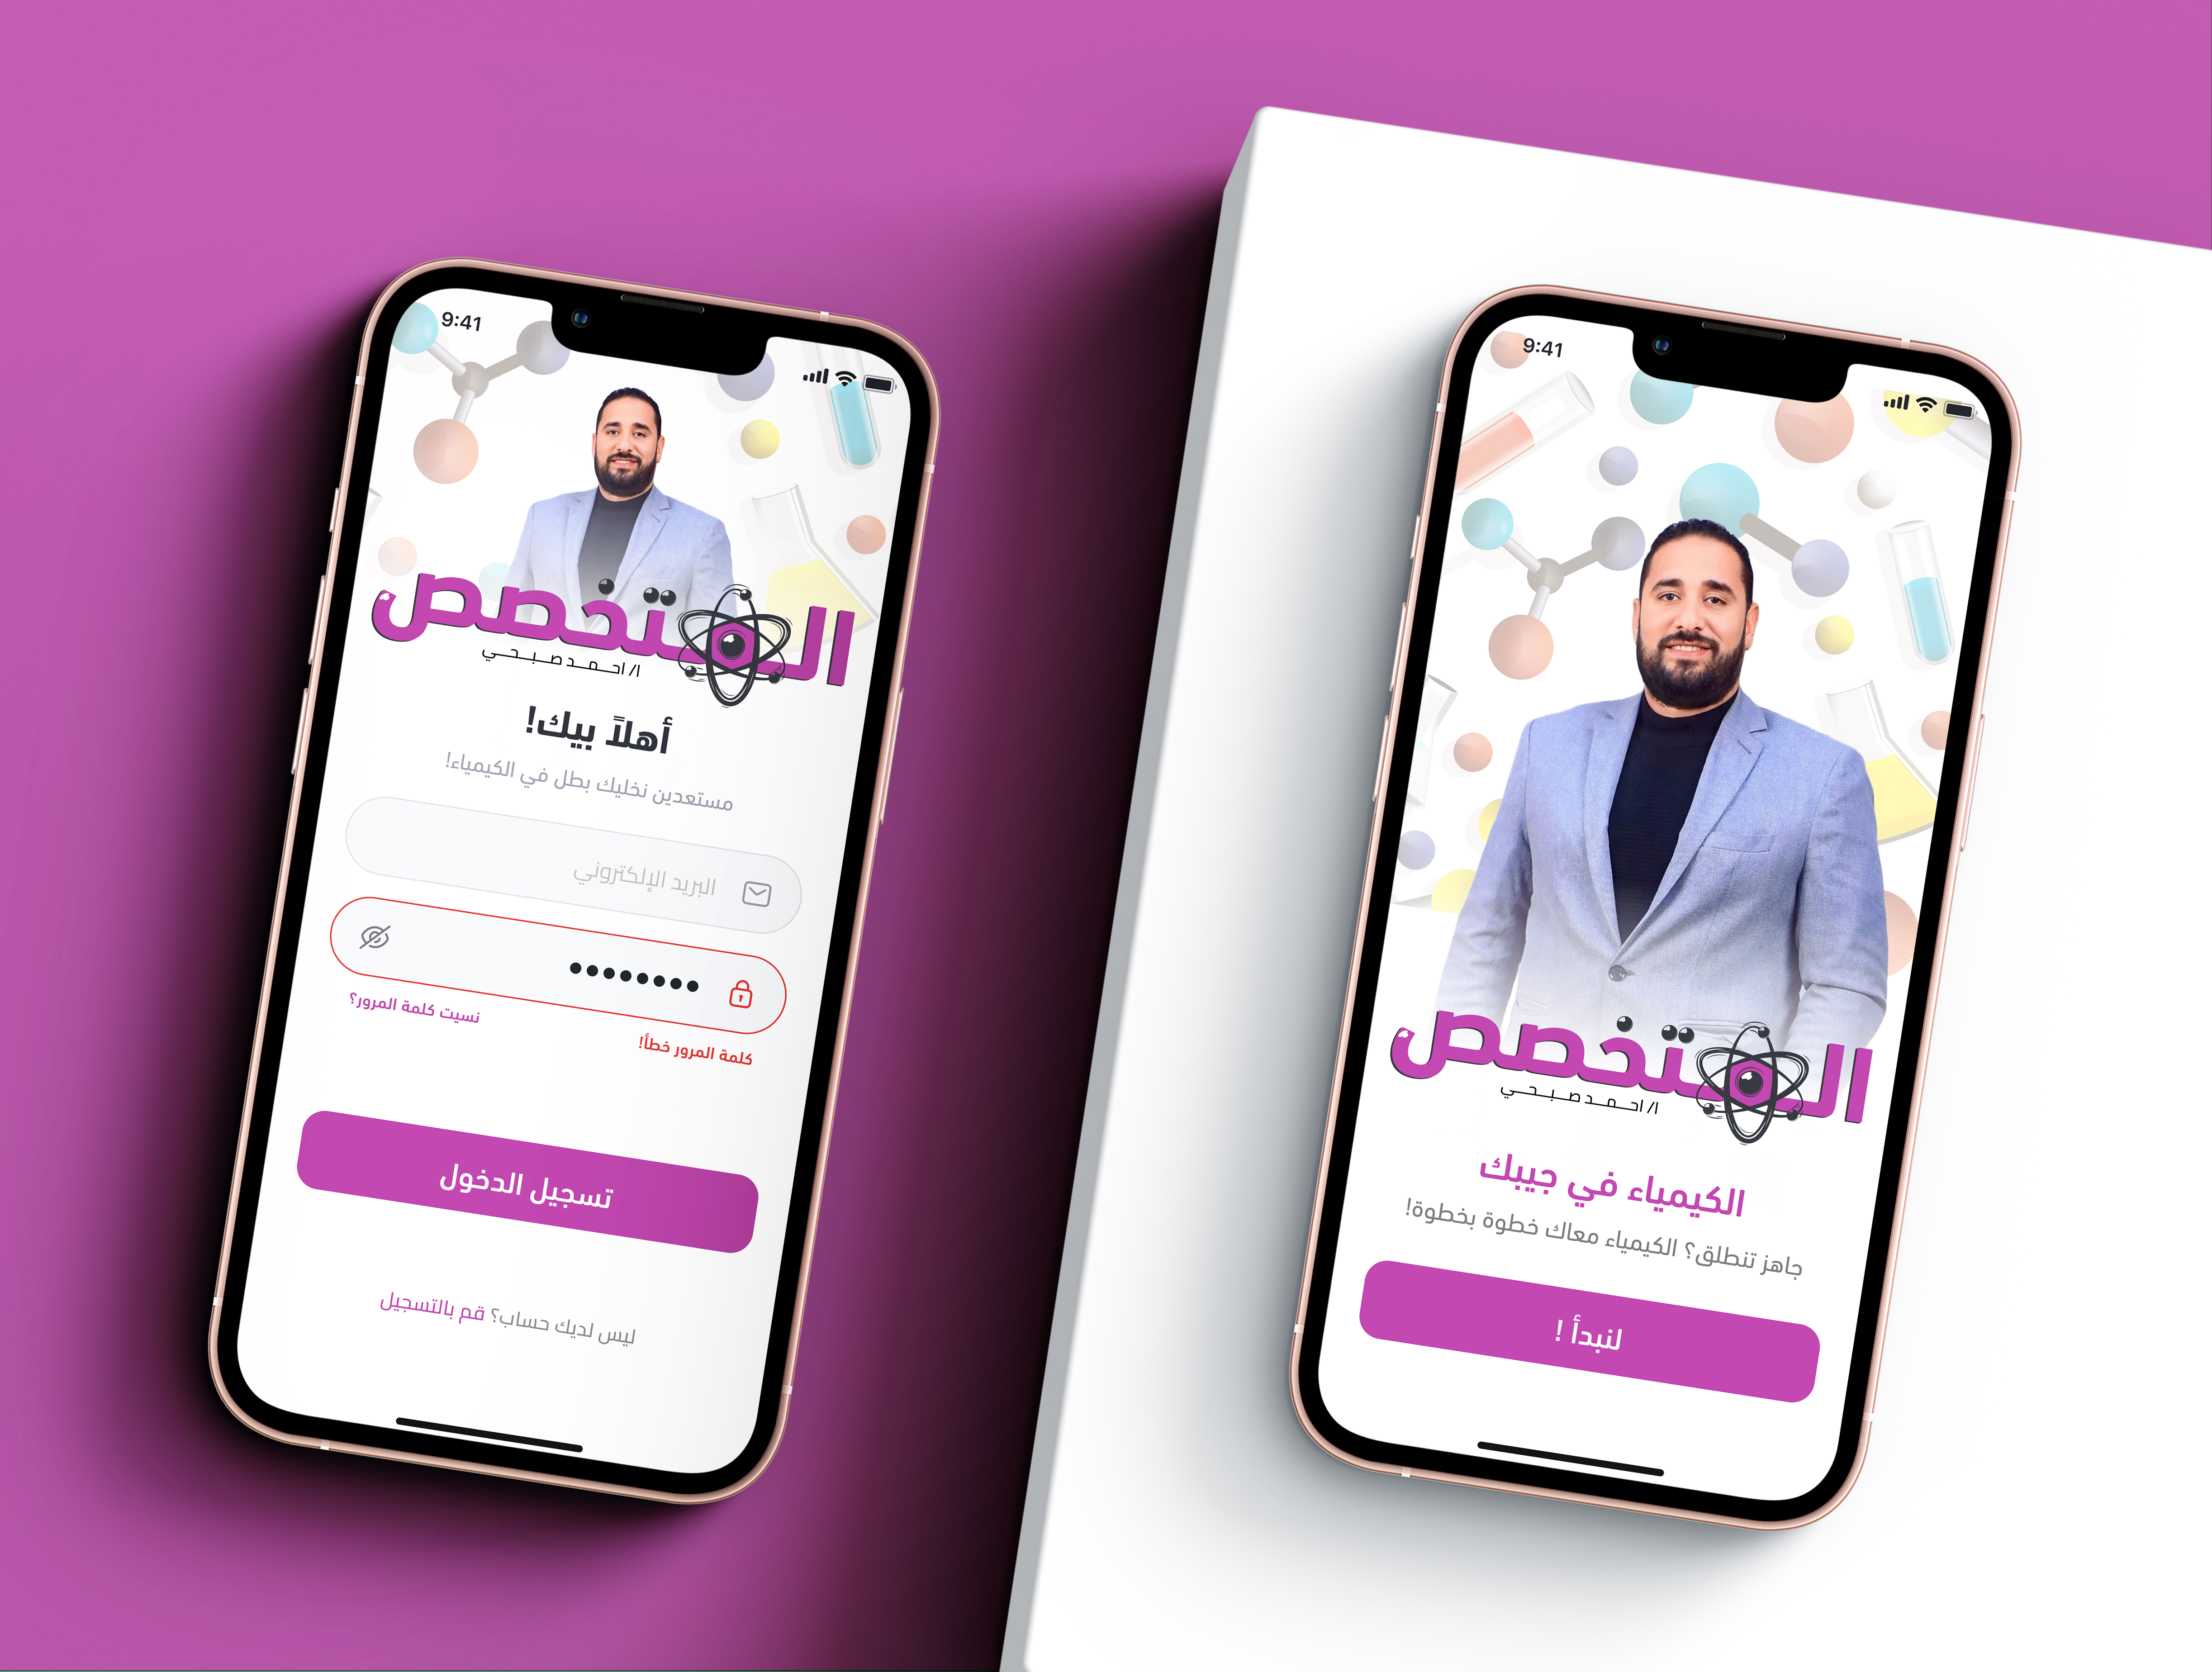 9:41
المتخصص
ا/ احمد صبحي
أهلاً بيك!
مستعدين نخليك بطل في الكيمياء!
البريد الإلكتروني
••••••••
نسيت كلمة المرور؟
كلمة المرور خطأ!
تسجيل الدخول
ليس لديك حساب؟ قم بالتسجيل
9:41
المتخصص
ا/ احمد صبحي
الكيمياء في جيبك
جاهز تنطلق؟ الكيمياء معاك خطوة بخطوة!
لنبدأ !